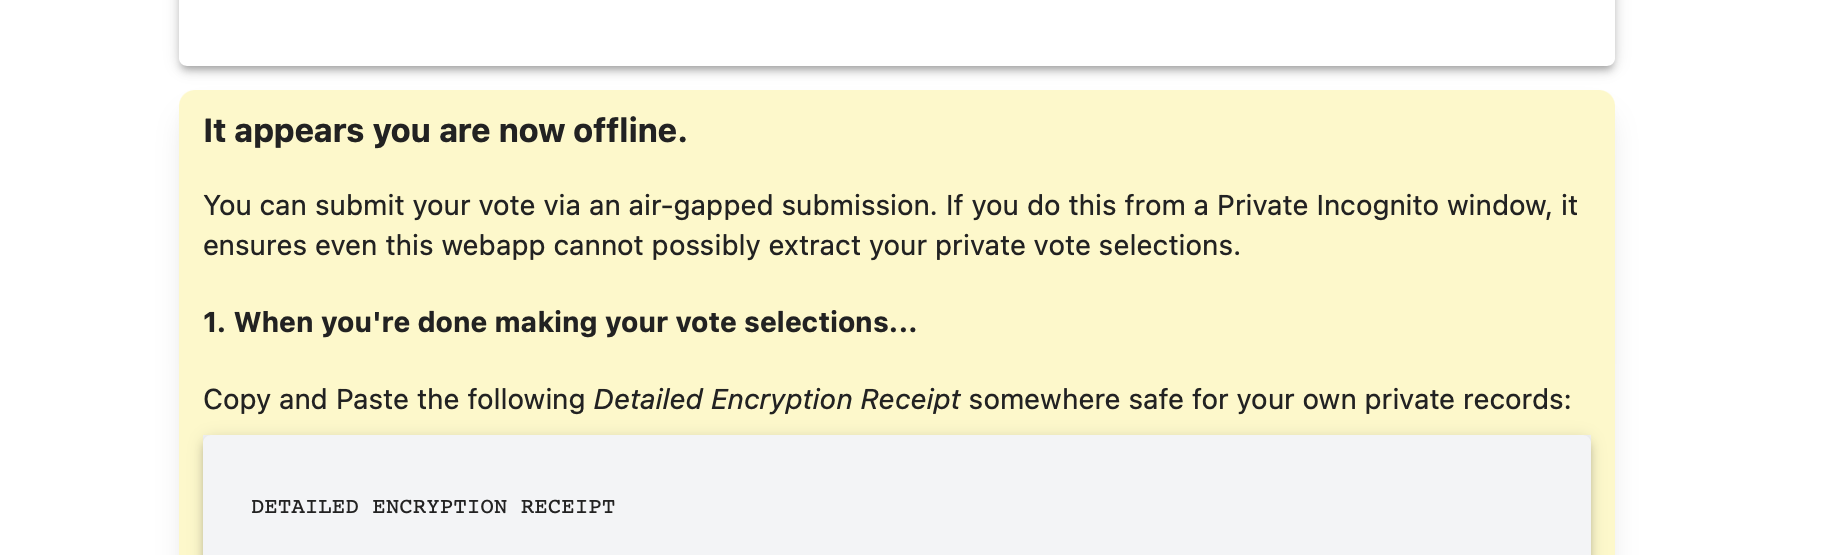 It appears you are now offline.
You can submit your vote via an air-gapped submission. If you do this from a Private Incognito window, it
ensures even this webapp cannot possibly extract your private vote selections.
1. When you're done making your vote selections...
Copy and Paste the following Detailed Encryption Receipt somewhere safe for your own private records:
DETAILED ENCRYPTION RECEIPT